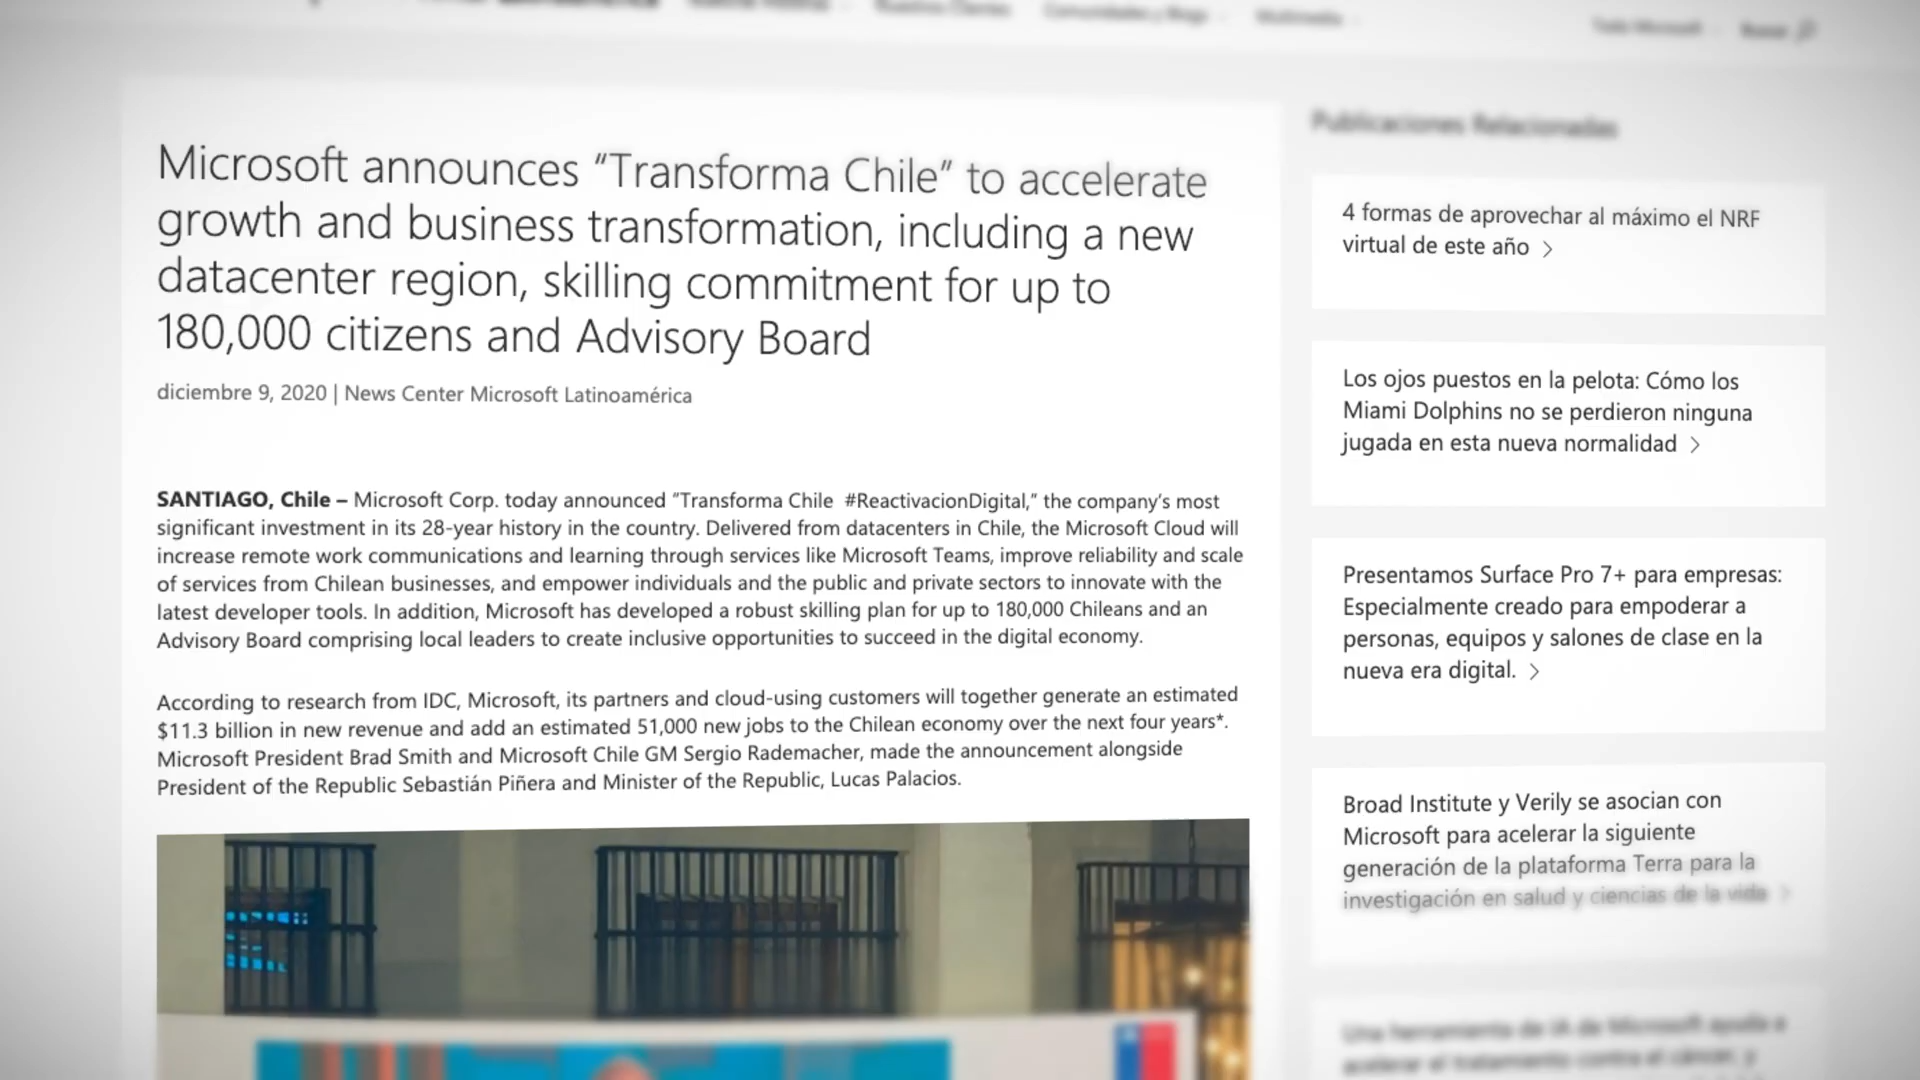 Microsoft announces “Transforma Chile” to accelerate
growth and business transformation, including a new
datacenter region, skilling commitment for up to
180,000 citizens and Advisory Board
diciembre 9, 2020 | News Center Microsoft Latinoamérica
SANTIAGO, Chile – Microsoft Corp. today announced “Transforma Chile #ReactivacionDigital,” the company’s most
significant investment in its 28-year history in the country. Delivered from datacenters in Chile, the Microsoft Cloud will
increase remote work communications and learning through services like Microsoft Teams, improve reliability and scale
of services from Chilean businesses, and empower individuals and the public and private sectors to innovate with the
latest developer tools. In addition, Microsoft has developed a robust skilling plan for up to 180,000 Chileans and an
Advisory Board comprising local leaders to create inclusive opportunities to succeed in the digital economy.
According to research from IDC, Microsoft, its partners and cloud-using customers will together generate an estimated
$11.3 billion in new revenue and add an estimated 51,000 new jobs to the Chilean economy over the next four years*.
Microsoft President Brad Smith and Microsoft Chile GM Sergio Rademacher, made the announcement alongside
President of the Republic Sebastián Piñera and Minister of the Republic, Lucas Palacios.
Publicaciones Relacionadas
4 formas de aprovechar al máximo el NRF
virtual de este año
Los ojos puestos en la pelota: Cómo los
Miami Dolphins no se perdieron ninguna
jugada en esta nueva normalidad
Presentamos Surface Pro 7+ para empresas:
Especialmente creado para empoderar a
personas, equipos y salones de clase en la
nueva era digital.
Broad Institute y Verily se asocian con
Microsoft para acelerar la siguiente
generación de la plataforma Terra para la
investigación en salud y ciencias de la vida
Una herramienta de IA de Microsoft ayuda a
acelerar el tratamiento contra el cáncer, y